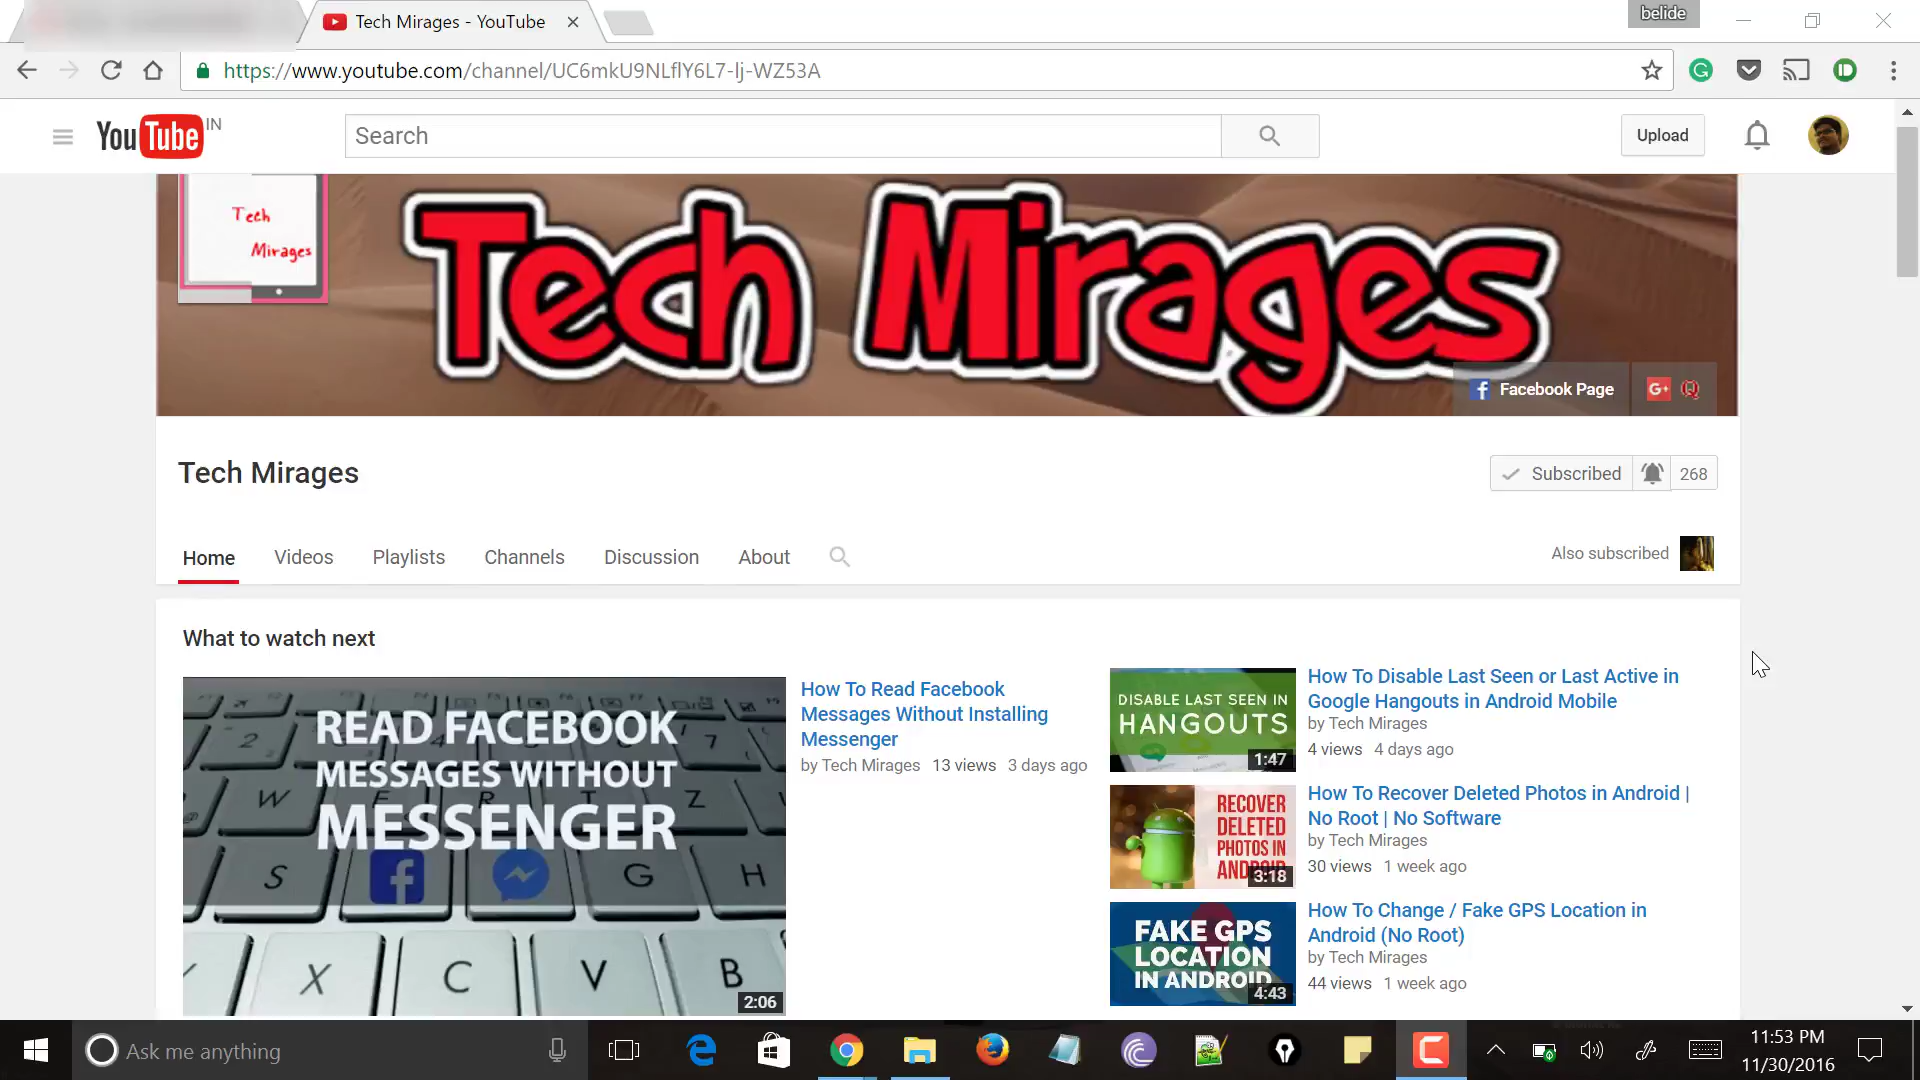 Tech Mirages - YouTube
belide
https://www.youtube.com/channel/UC6mkU9NLflY6L7-lj-WZ53A
YouTube IN
Search
Upload
Tech
Mirages
Tech Mirages
Facebook Page
G+
Tech Mirages
Subscribed 268
Home Videos Playlists Channels Discussion About
Also subscribed
What to watch next
READ FACEBOOK
MESSAGES WITHOUT
MESSENGER
W R T Z
S G H
X C V B
2:06
How To Read Facebook
Messages Without Installing
Messenger
by Tech Mirages 13 views 3 days ago
DISABLE LAST SEEN IN
HANGOUTS
1:47
How To Disable Last Seen or Last Active in
Google Hangouts in Android Mobile
by Tech Mirages
4 views 4 days ago
RECOVER
DELETED
PHOTOS IN
ANDROID
3:18
How To Recover Deleted Photos in Android |
No Root | No Software
by Tech Mirages
30 views 1 week ago
FAKE GPS
LOCATION
IN ANDROID
4:43
How To Change / Fake GPS Location in
Android (No Root)
by Tech Mirages
44 views 1 week ago
Ask me anything
11:53 PM
11/30/2016